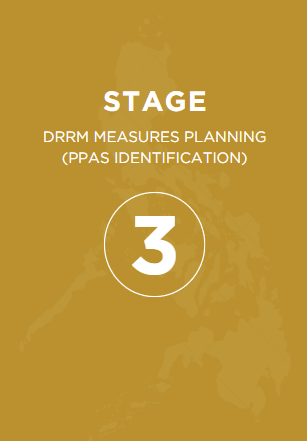 STAGE
DRRM MEASURES PLANNING
(PPAS IDENTIFICATION)
3